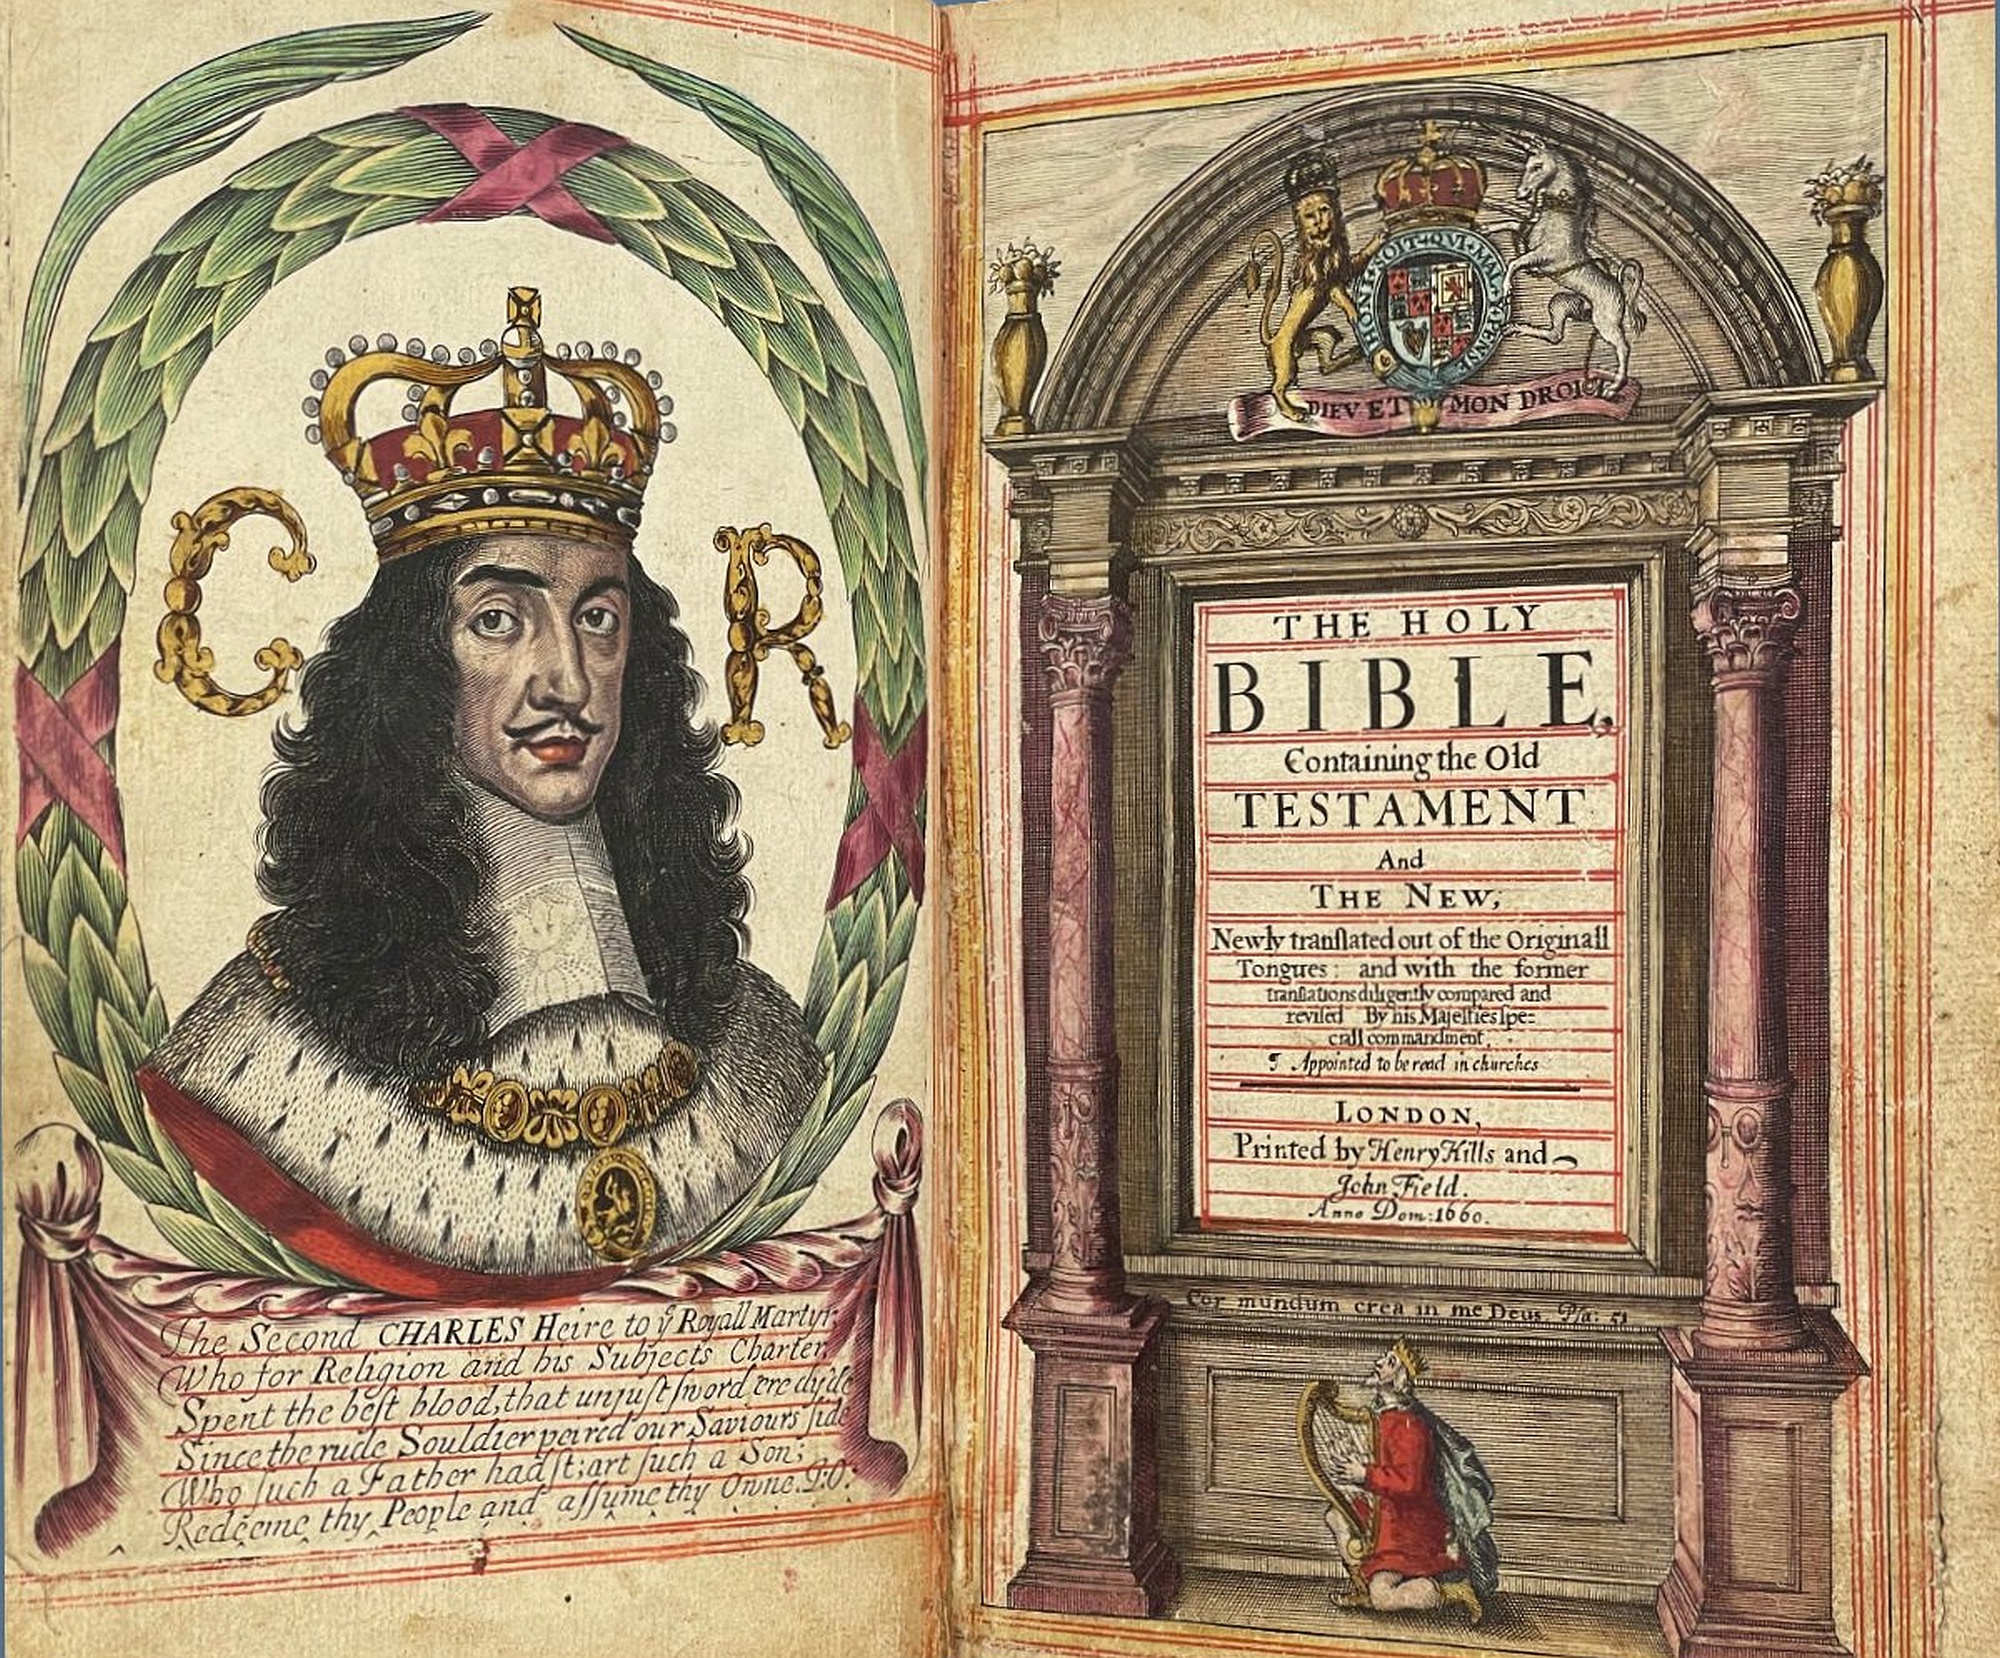 C R
The Second CHARLES Heire to yͤ Royall Martyr,
Who for Religion and his Subjects Charter,
Spent the beſt blood, that unjuſt ſword ere dy'de
Since the rude Souldier peircd our Saviours ſide
Who ſuch a Father hadſt; art ſuch a Son;
Redeeme thy People and aſſume thy Owne. P:O:
HONI SOIT QVI MAL Y PENSE
DIEV ET MON DROICT
THE HOLY
BIBLE,
Containing the Old
TESTAMENT
And
THE NEW;
Newly tranſlated out of the Originall
Tongues: and with the former
tranſlations diligently compared and
reviſed By his Majeſties ſpe=
ciall commandment,
¶ Appointed to be read in churches
LONDON,
Printed by Henry Hills and
John Field.
Anno Dom: 1660.
Cor mundum crea in me Deus. Pſa: 51